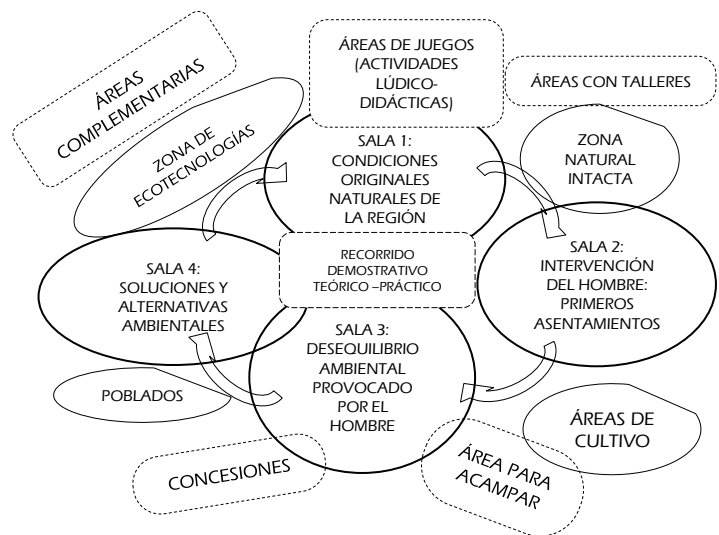 ÁREAS DE JUEGOS
(ACTIVIDADES
LÚDICO-
DIDÁCTICAS)
ÁREAS
COMPLEMENTARIAS
ÁREAS CON TALLERES
ZONA DE
ECOTECNOLOGÍAS
SALA 1:
CONDICIONES
ORIGINALES
NATURALES DE
LA REGIÓN
ZONA
NATURAL
INTACTA
RECORRIDO
DEMOSTRATIVO
TEÓRICO –PRÁCTICO
SALA 4:
SOLUCIONES Y
ALTERNATIVAS
AMBIENTALES
SALA 2:
INTERVENCIÓN
DEL HOMBRE:
PRIMEROS
ASENTAMIENTOS
SALA 3:
DESEQUILIBRIO
AMBIENTAL
PROVOCADO
POR EL
HOMBRE
POBLADOS
ÁREAS DE
CULTIVO
CONCESIONES
ÁREA PARA
ACAMPAR